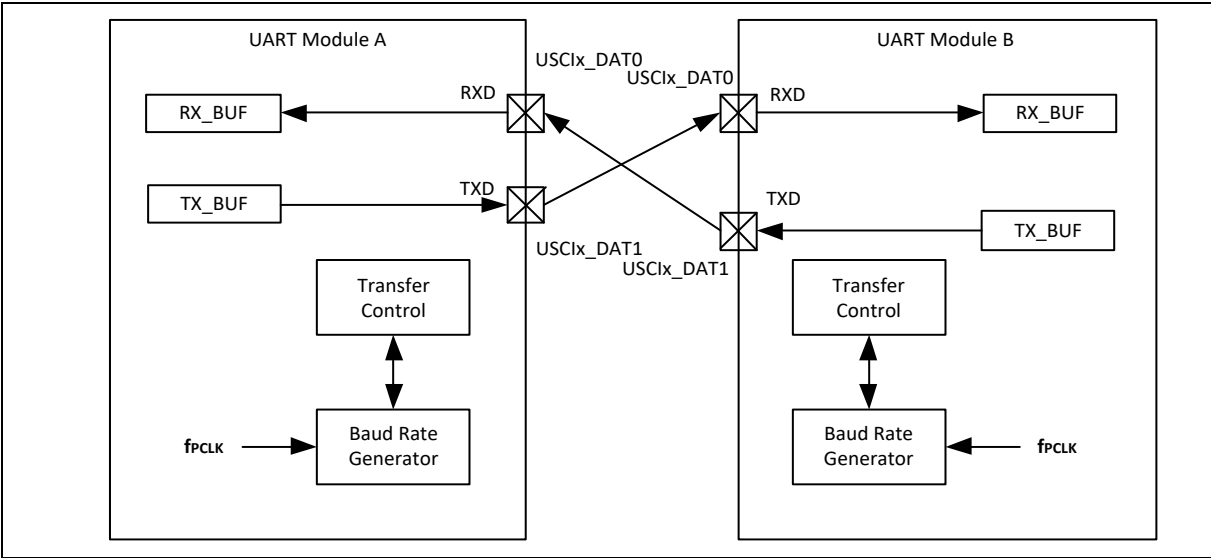 UART Module A
USCIx_DAT0
RXD
RX_BUF
TXD
TX_BUF
USCIx_DAT1
Transfer
Control
fPCLK
Baud Rate
Generator
UART Module B
USCIx_DAT0
RXD
RX_BUF
TXD
TX_BUF
USCIx_DAT1
Transfer
Control
Baud Rate
Generator
fPCLK